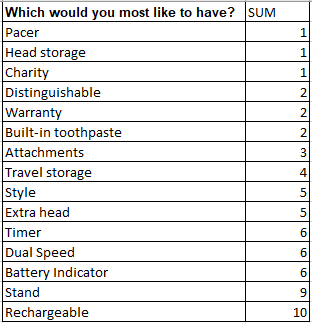 Which would you most like to have? SUM
Pacer 1
Head storage 1
Charity 1
Distinguishable 2
Warranty 2
Built-in toothpaste 2
Attachments 3
Travel storage 4
Style 5
Extra head 5
Timer 6
Dual Speed 6
Battery Indicator 6
Stand 9
Rechargeable 10